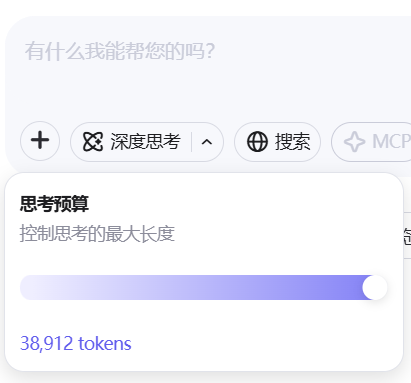 有什么我能帮您的吗？
深度思考
搜索
MCP
思考预算
控制思考的最大长度
38,912 tokens